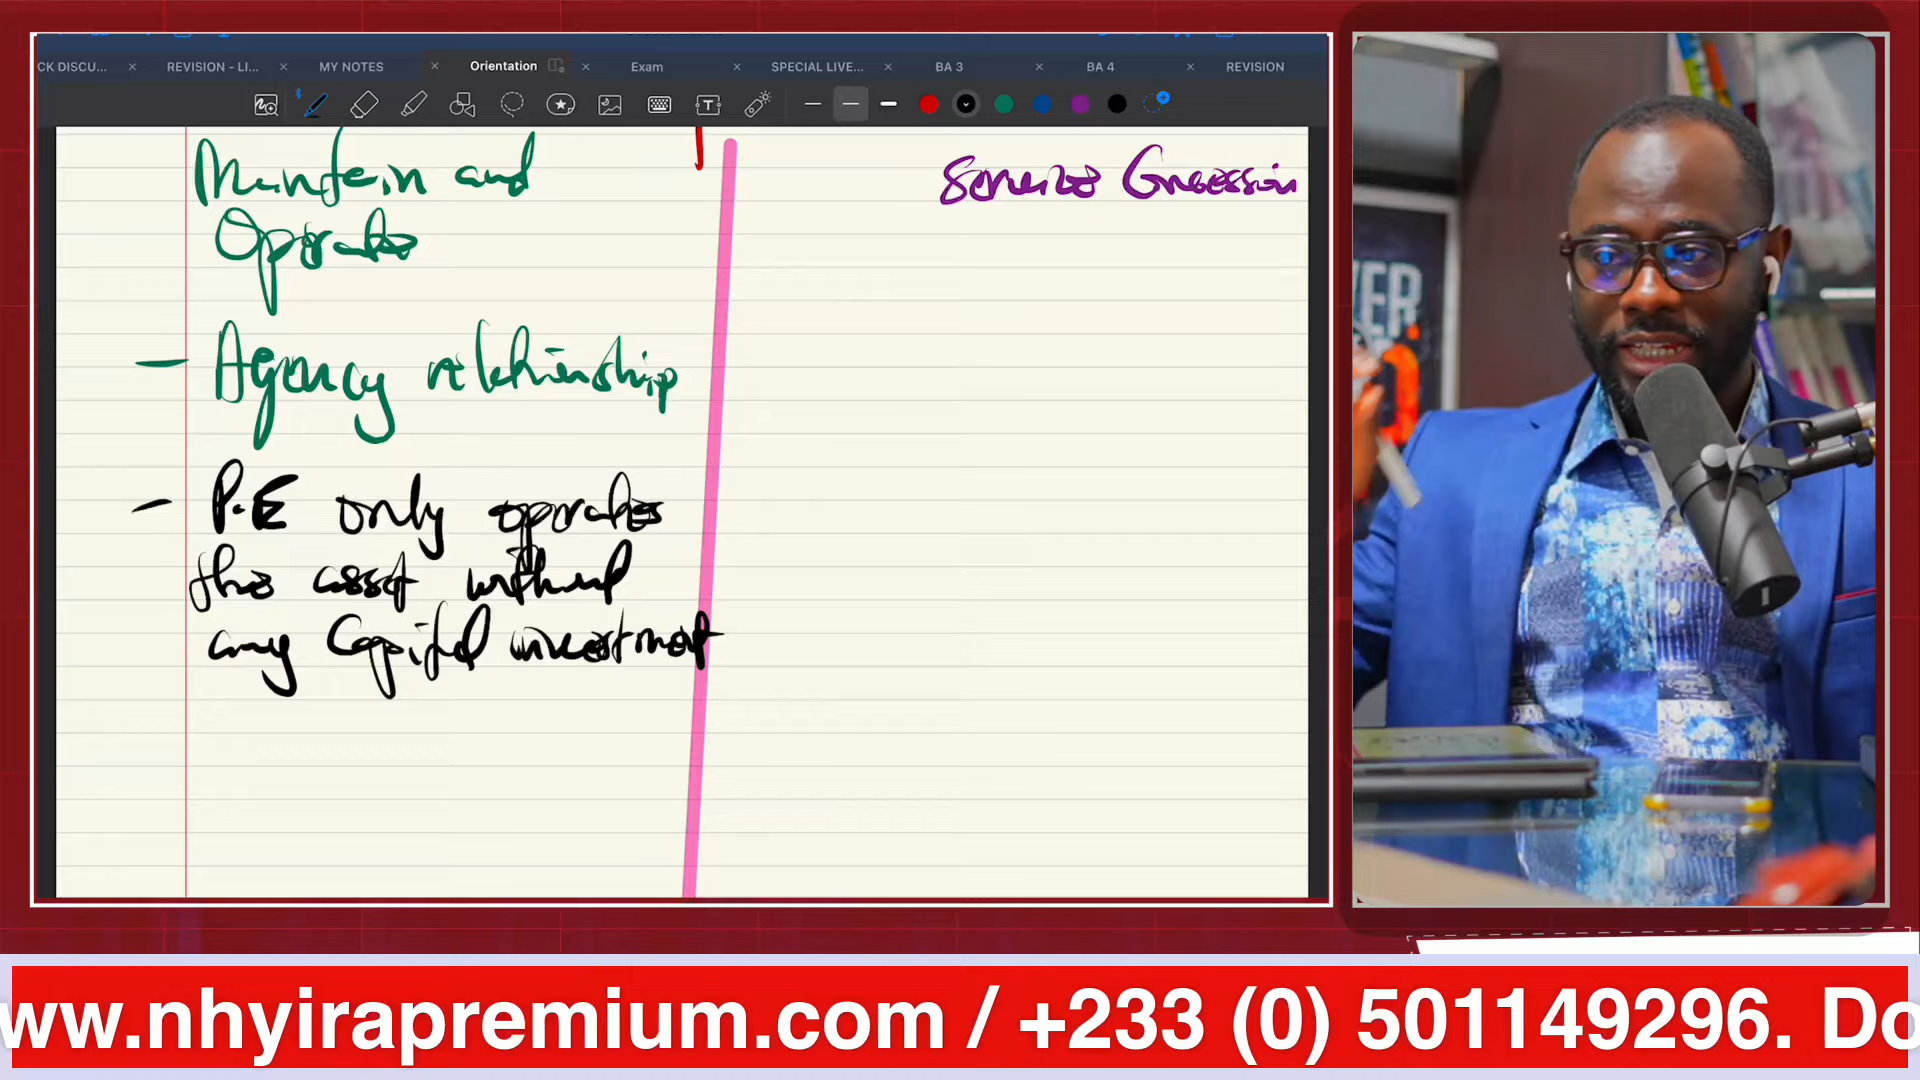 CK DISCU... REVISION - LI... MY NOTES Orientation Exam SPECIAL LIVE... BA 3 BA 4 REVISION
Maintain and
Operate
- Agency relationship
- P.E only operates
the asset without
any Capital investment
Service Concession
ww.nhyirapremium.com / +233 (0) 501149296. Do